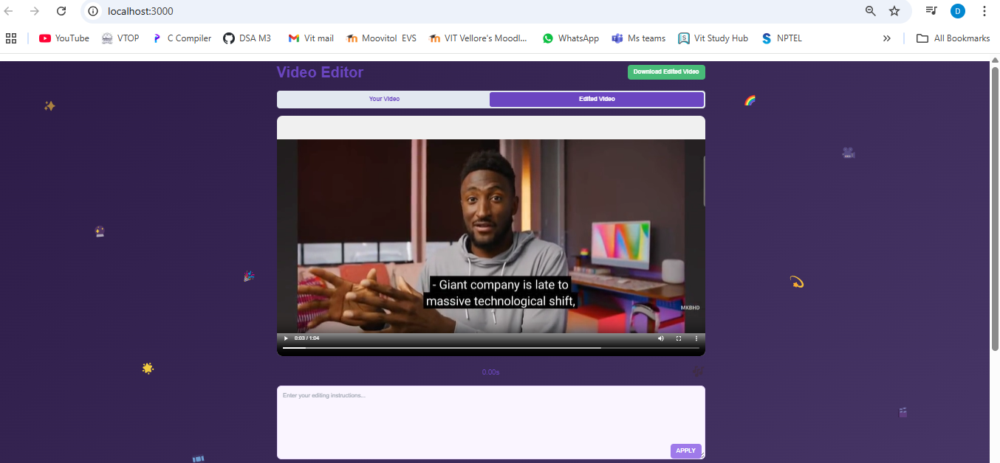 localhost:3000
D
YouTube VTOP C Compiler DSA M3 Vit mail Moovitol EVS VIT Vellore's Moodl... WhatsApp Ms teams Vit Study Hub NPTEL All Bookmarks
Video Editor
Download Edited Video
Your Video Edited Video
- Giant company is late to
massive technological shift,
MKBHD
0:03 / 1:04
0.00s
Enter your editing instructions...
APPLY